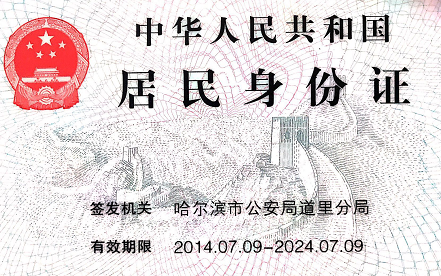 中华人民共和国
居民身份证
签发机关 哈尔滨市公安局道里分局
有效期限 2014.07.09-2024.07.09